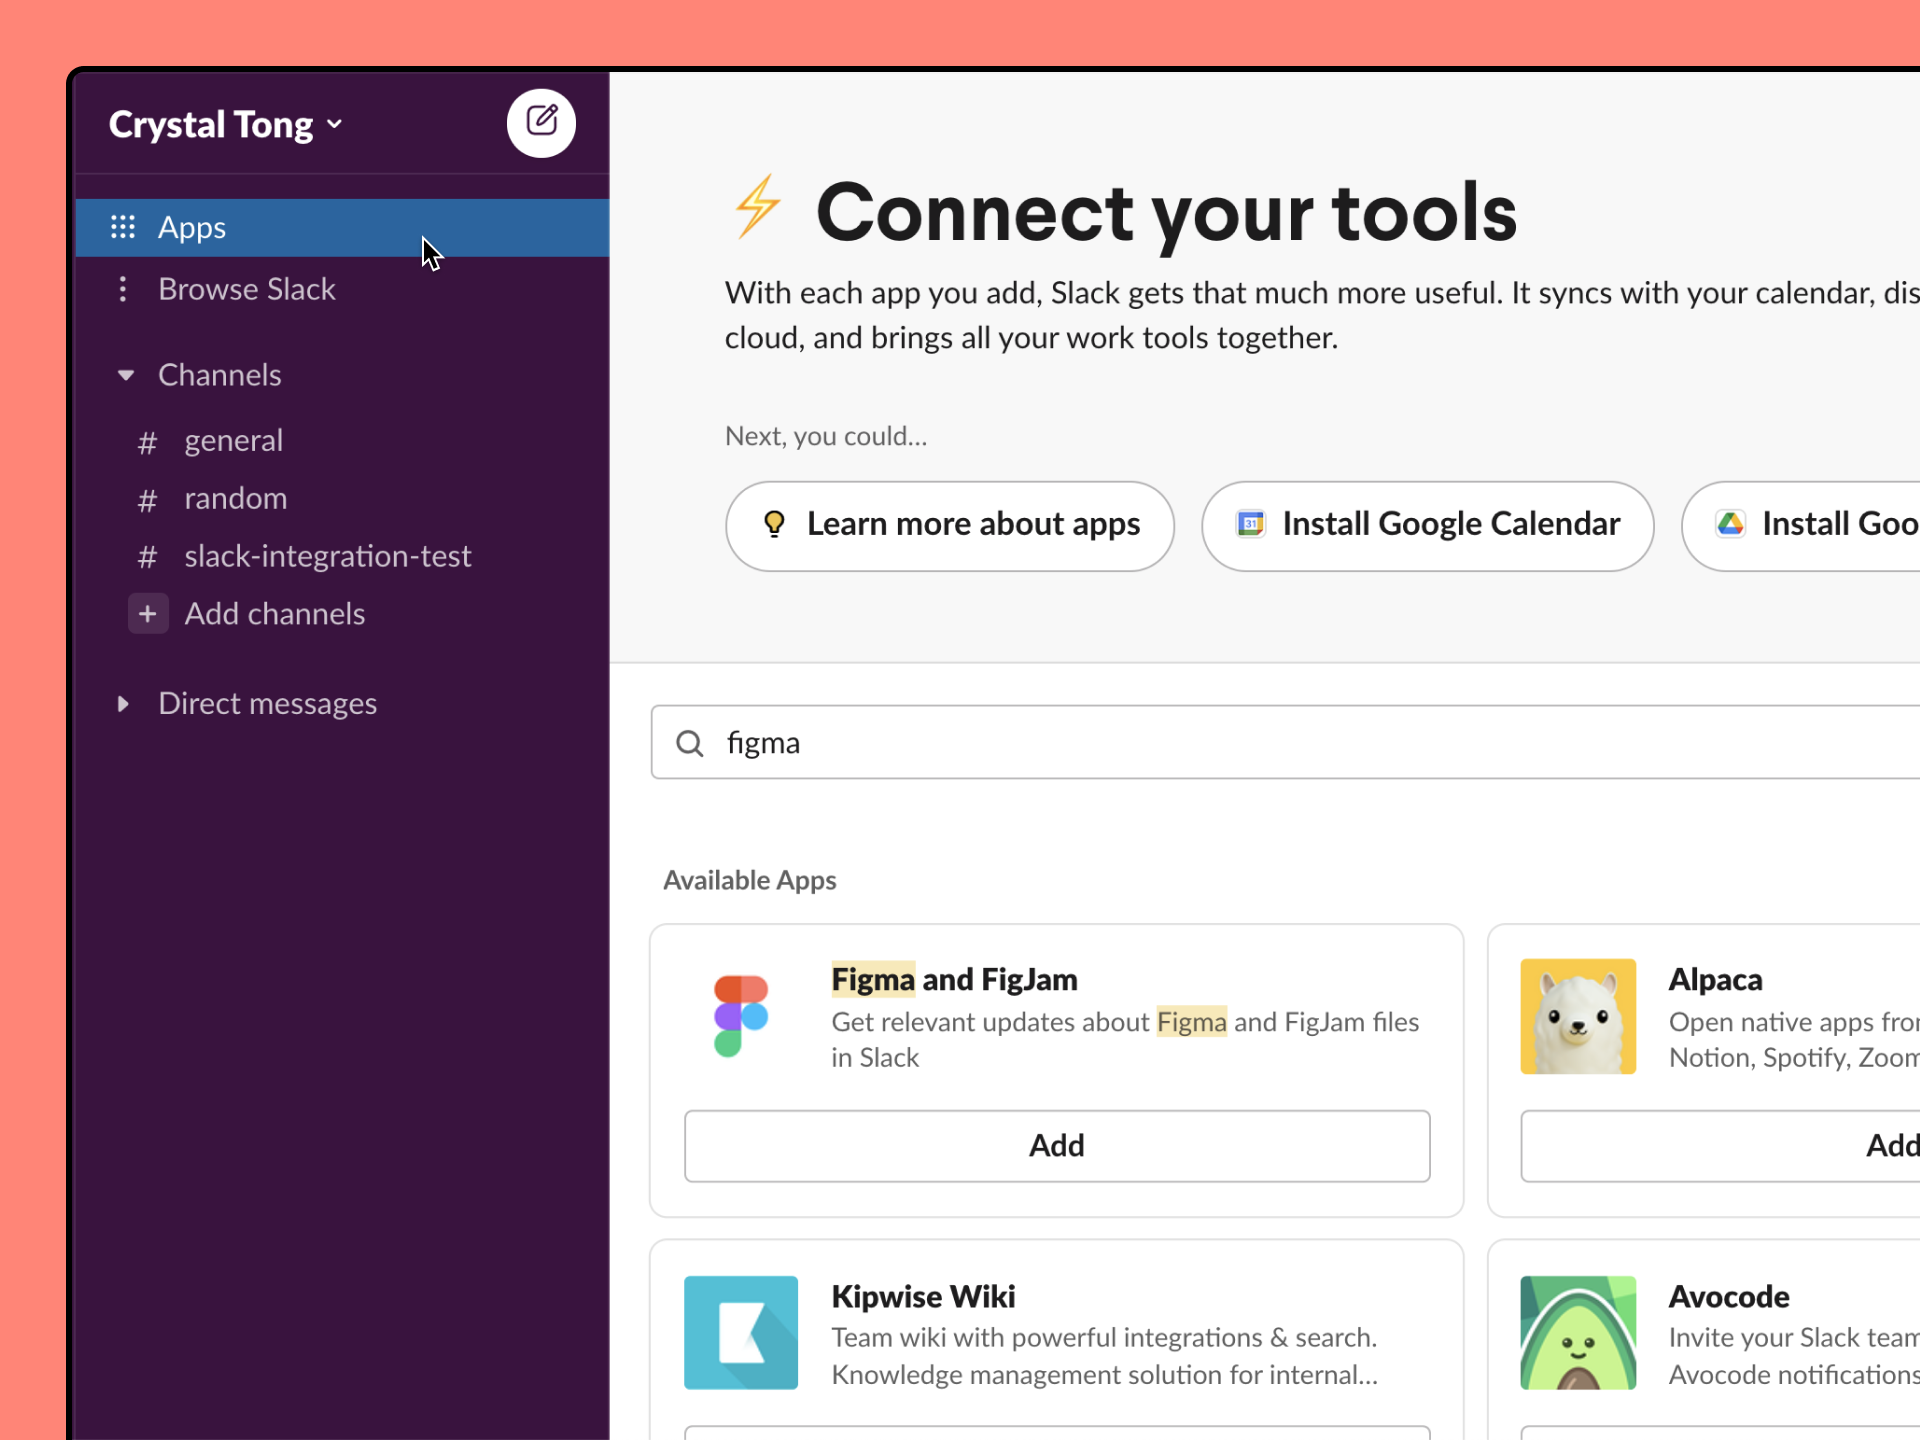 Crystal Tong
Apps
Browse Slack
Channels
# general
# random
# slack-integration-test
+ Add channels
Direct messages
Connect your tools
With each app you add, Slack gets that much more useful. It syncs with your calendar, dis
cloud, and brings all your work tools together.
Next, you could...
Learn more about apps
31 Install Google Calendar
Install Goo
figma
Available Apps
Figma and FigJam
Get relevant updates about Figma and FigJam files
in Slack
Add
Alpaca
Open native apps from
Notion, Spotify, Zoom
Add
Kipwise Wiki
Team wiki with powerful integrations & search.
Knowledge management solution for internal...
Avocode
Invite your Slack team
Avocode notifications